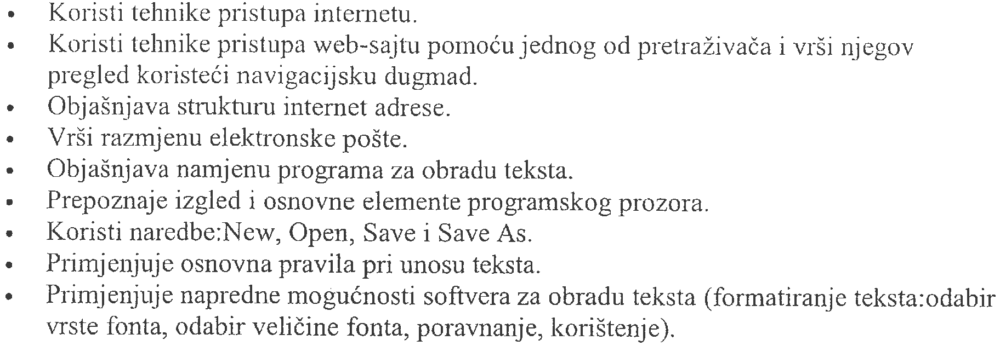 • Koristi tehnike pristupa internetu.
• Koristi tehnike pristupa web-sajtu pomoću jednog od pretraživača i vrši njegov
pregled koristeći navigacijsku dugmad.
• Objašnjava strukturu internet adrese.
• Vrši razmjenu elektronske pošte.
• Objašnjava namjenu programa za obradu teksta.
• Prepoznaje izgled i osnovne elemente programskog prozora.
• Koristi naredbe:New, Open, Save i Save As.
• Primjenjuje osnovna pravila pri unosu teksta.
• Primjenjuje napredne mogućnosti softvera za obradu teksta (formatiranje teksta:odabir
vrste fonta, odabir veličine fonta, poravnanje, korištenje).